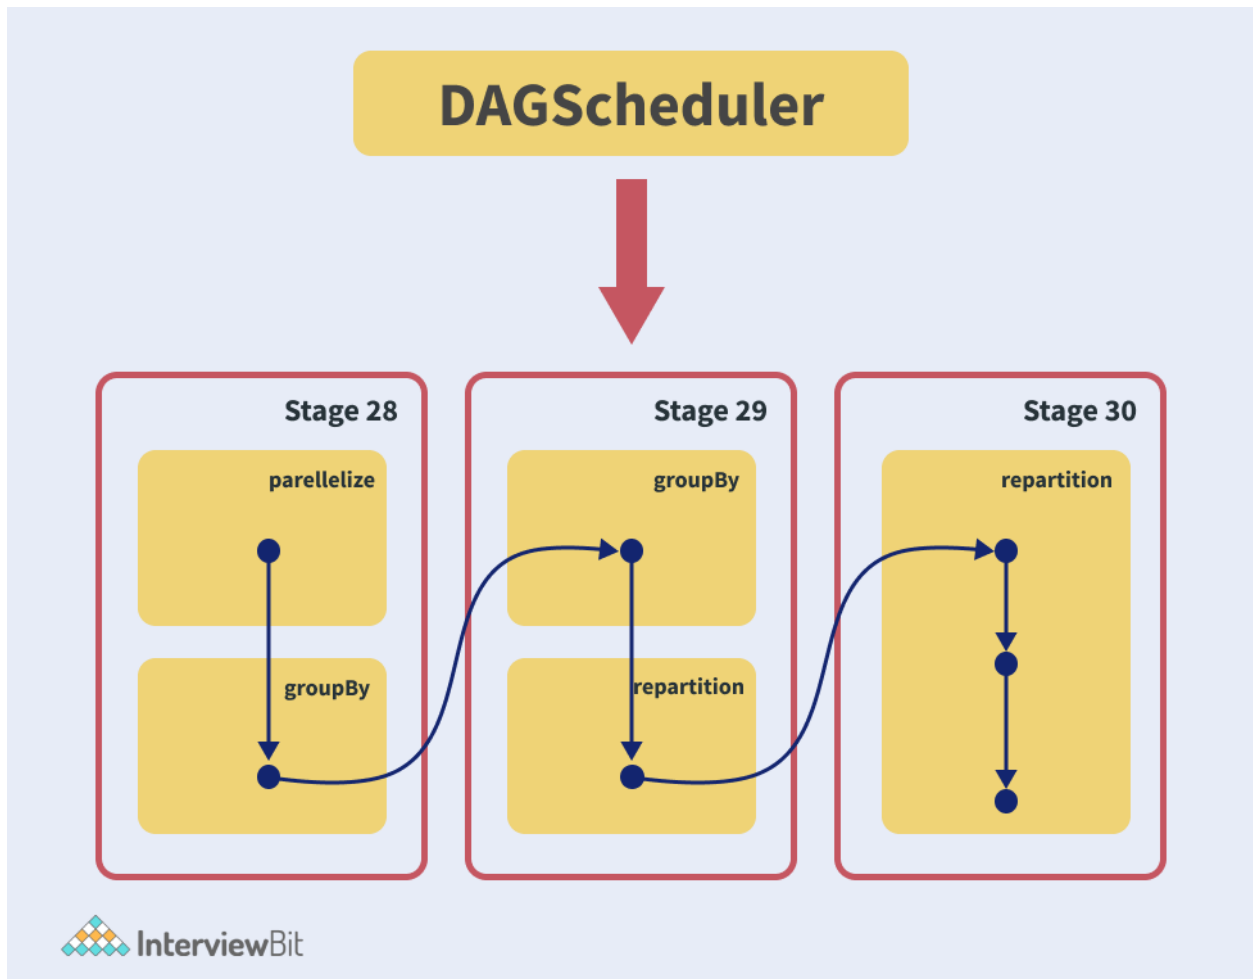 DAGScheduler
Stage 28
parellelize
groupBy
Stage 29
groupBy
repartition
Stage 30
repartition
InterviewBit